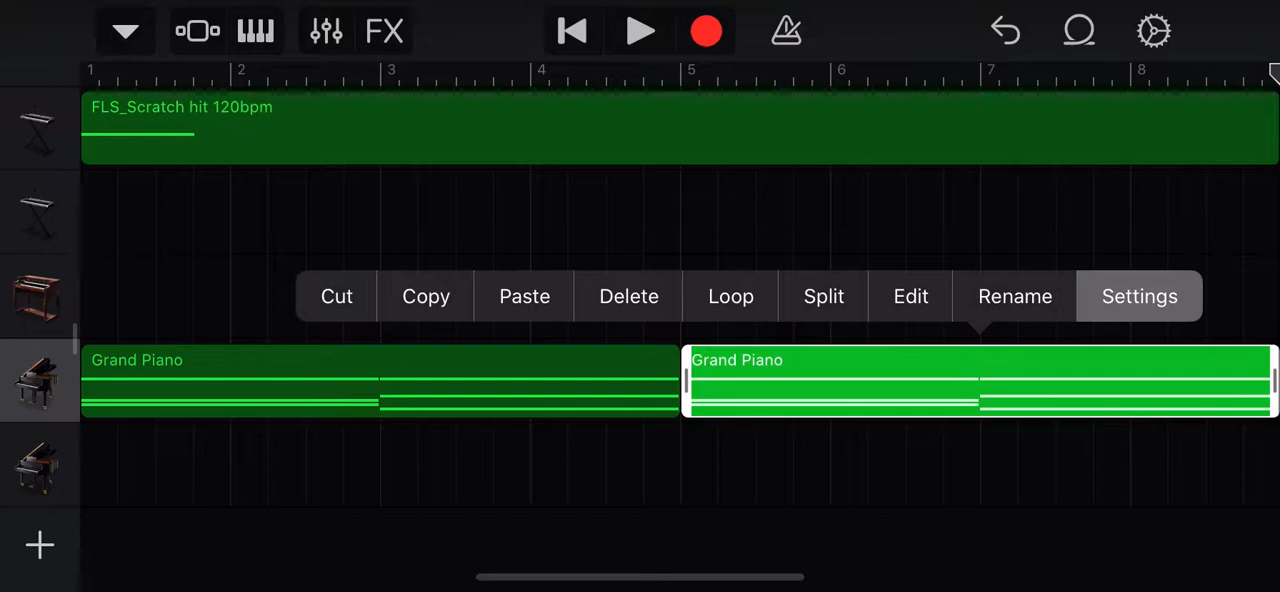 FX
1 2 3 4 5 6 7 8
FLS_Scratch hit 120bpm
Cut Copy Paste Delete Loop Split Edit Rename Settings
Grand Piano Grand Piano